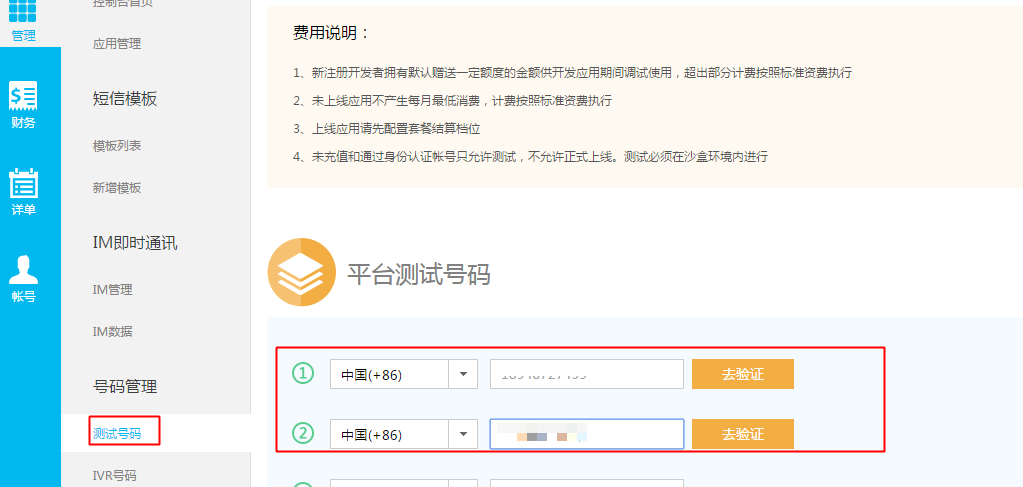 管理
财务
详单
帐号
控制台首页
应用管理
短信模板
模板列表
新增模板
IM即时通讯
IM管理
IM数据
号码管理
测试号码
IVR号码
费用说明：
1、新注册开发者拥有默认赠送一定额度的金额供开发应用期间调试使用，超出部分计费按照标准资费执行
2、未上线应用不产生每月最低消费，计费按照标准资费执行
3、上线应用请先配置套餐结算档位
4、未充值和通过身份认证帐号只允许测试，不允许正式上线。测试必须在沙盒环境内进行
平台测试号码
1 中国(+86) 去验证
2 中国(+86) 去验证